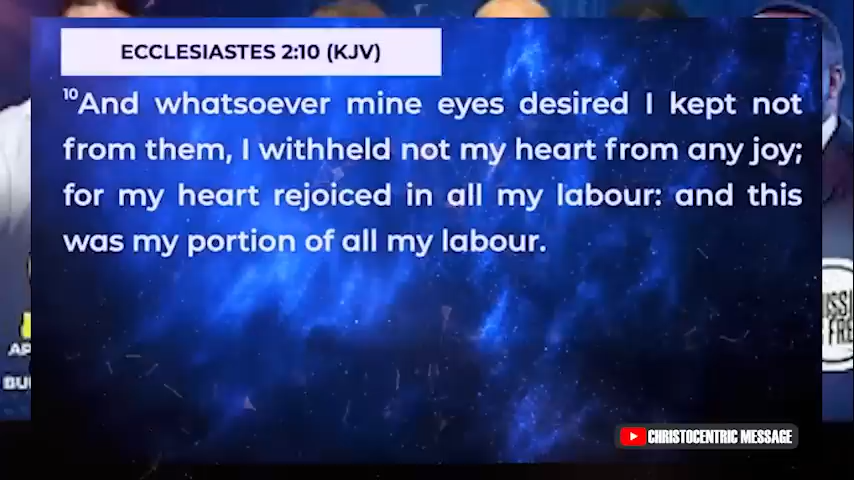 ECCLESIASTES 2:10 (KJV)
10And whatsoever mine eyes desired I kept not
from them, I withheld not my heart from any joy;
for my heart rejoiced in all my labour: and this
was my portion of all my labour.
CHRISTOCENTRIC MESSAGE